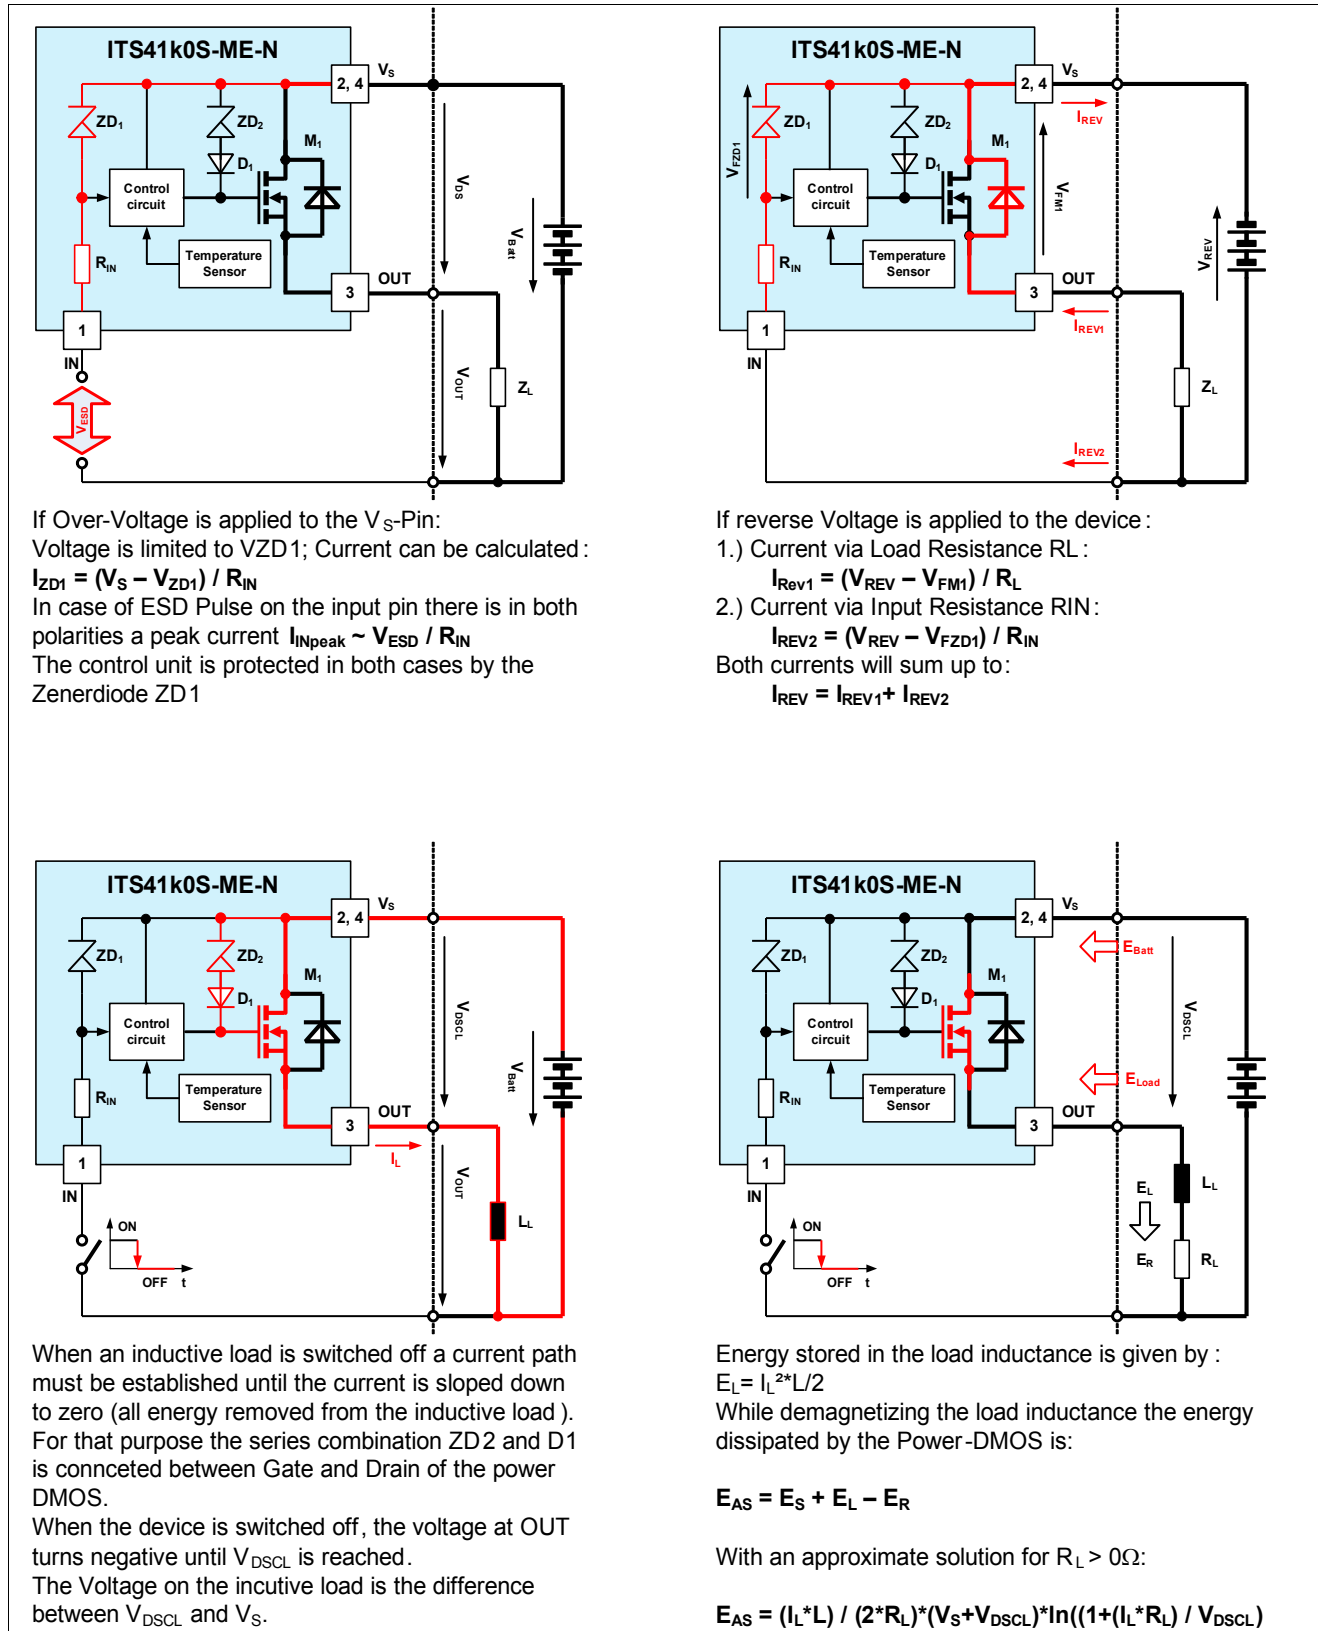 ITS41k0S-ME-N
2, 4
VS
ZD1
ZD2
M1
D1
Control
circuit
VDS
VBatt
RIN
Temperature
Sensor
OUT
3
1
IN
VESD
VOUT
ZL
If Over-Voltage is applied to the VS-Pin:
Voltage is limited to VZD1; Current can be calculated:
IZD1 = (VS – VZD1) / RIN
In case of ESD Pulse on the input pin there is in both
polarities a peak current IINpeak ~ VESD / RIN
The control unit is protected in both cases by the
Zenerdiode ZD1
ITS41k0S-ME-N
2, 4
VS
IREV
VFZD1
ZD1
ZD2
M1
D1
Control
circuit
VFM1
VREV
RIN
Temperature
Sensor
OUT
3
IREV1
1
IN
ZL
IREV2
If reverse Voltage is applied to the device:
1.) Current via Load Resistance RL:
IRev1 = (VREV – VFM1) / RL
2.) Current via Input Resistance RIN:
IREV2 = (VREV – VFZD1) / RIN
Both currents will sum up to:
IREV = IREV1+ IREV2
ITS41k0S-ME-N
2, 4
VS
ZD1
ZD2
M1
D1
Control
circuit
VDSCL
VBatt
RIN
Temperature
Sensor
OUT
3
IL
1
IN
VOUT
LL
ON
OFF t
When an inductive load is switched off a current path
must be established until the current is sloped down
to zero (all energy removed from the inductive load ).
For that purpose the series combination ZD2 and D1
is connceted between Gate and Drain of the power
DMOS.
When the device is switched off, the voltage at OUT
turns negative until VDSCL is reached.
The Voltage on the incutive load is the difference
between VDSCL and VS.
ITS41k0S-ME-N
2, 4
VS
EBatt
ZD1
ZD2
M1
D1
Control
circuit
VDSCL
ELoad
RIN
Temperature
Sensor
OUT
3
1
IN
EL
LL
ON
OFF t
ER
RL
Energy stored in the load inductance is given by :
EL= IL²*L/2
While demagnetizing the load inductance the energy
dissipated by the Power-DMOS is:
EAS = ES + EL – ER
With an approximate solution for RL > 0Ω:
EAS = (IL*L) / (2*RL)*(VS+VDSCL)*ln((1+(IL*RL) / VDSCL)